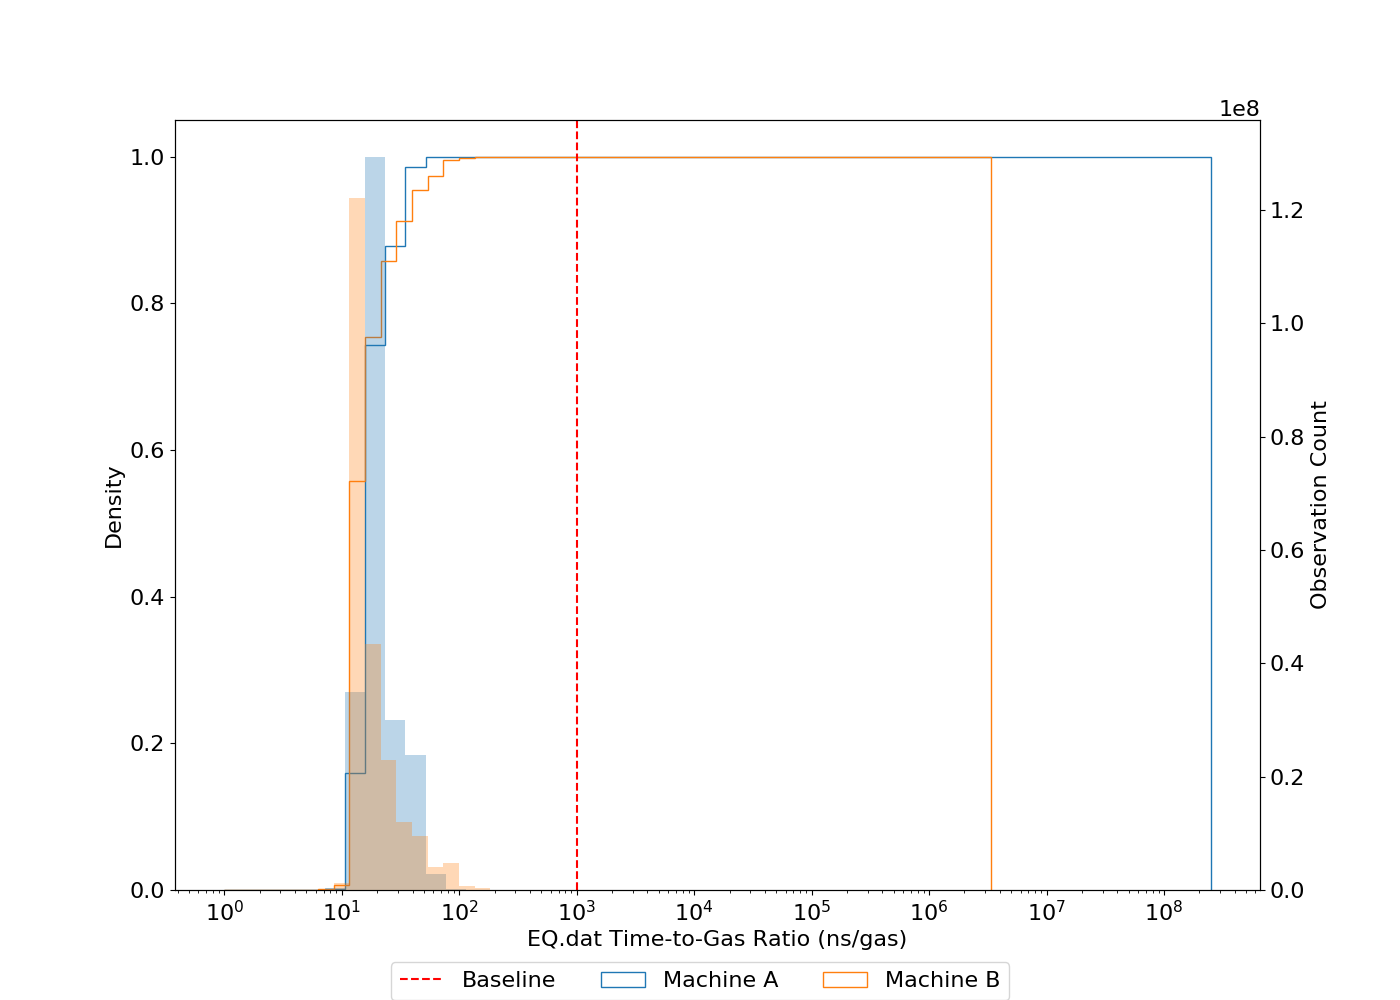 1e8
1.0
0.8
0.6
0.4
0.2
0.0
Density
1.2
1.0
0.8
0.6
0.4
0.2
0.0
Observation Count
10⁰ 10¹ 10² 10³ 10⁴ 10⁵ 10⁶ 10⁷ 10⁸
EQ.dat Time-to-Gas Ratio (ns/gas)
Baseline Machine A Machine B